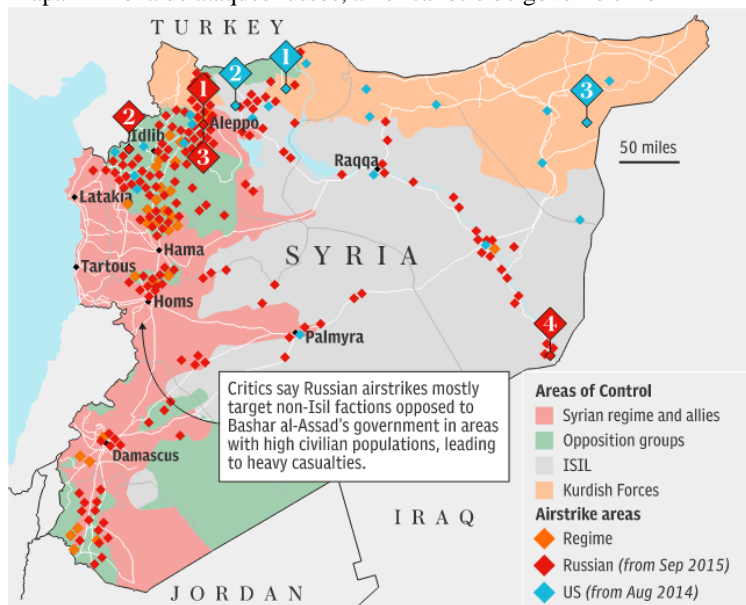 TURKEY
1
2
3
1
2
Idlib
Aleppo
3
Raqqa
50 miles
Latakia
SYRIA
Hama
Tartous
Homs
4
Palmyra
Critics say Russian airstrikes mostly
target non-Isil factions opposed to
Bashar al-Assad's government in areas
with high civilian populations, leading
to heavy casualties.
Damascus
IRAQ
JORDAN
Areas of Control
Syrian regime and allies
Opposition groups
ISIL
Kurdish Forces
Airstrike areas
Regime
Russian (from Sep 2015)
US (from Aug 2014)